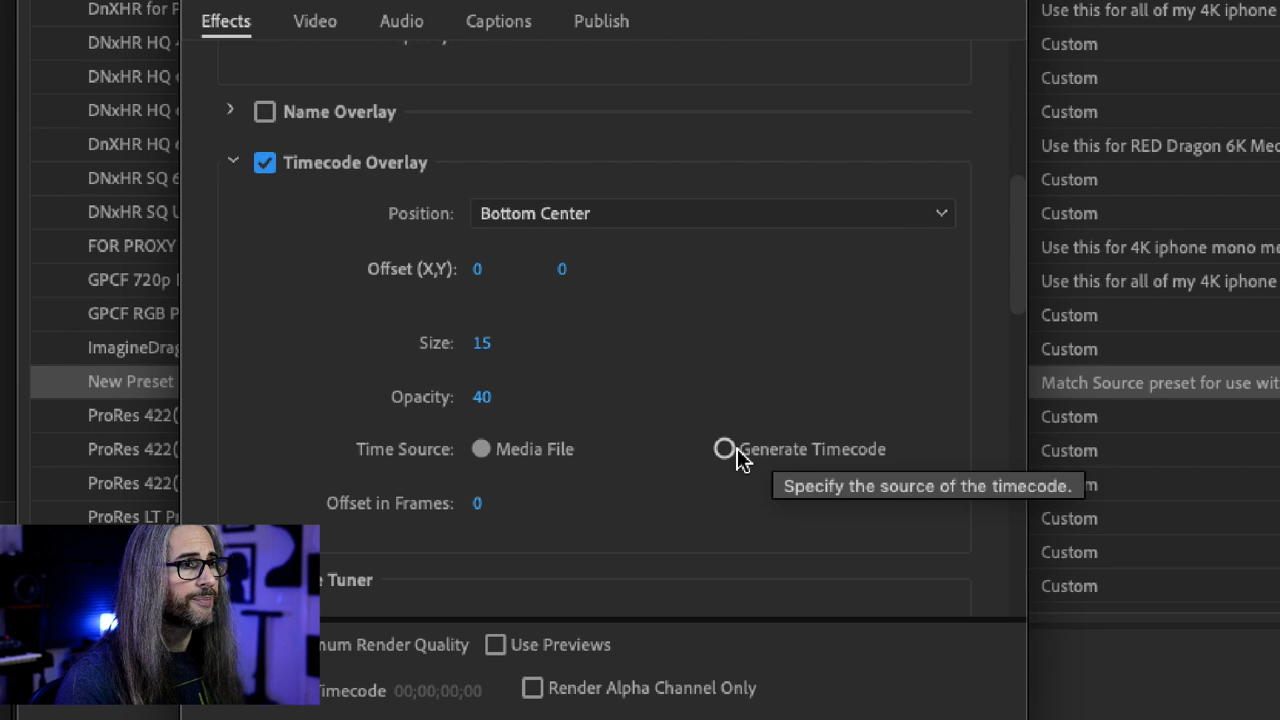 DnXHR for P
DNxHR HQ
DNxHR HQ
DNxHR HQ
DnXHR HQ
DNxHR SQ 6
DNxHR SQ U
FOR PROXY
GPCF 720p
GPCF RGB P
ImagineDrag
New Preset
ProRes 422(
ProRes 422(
ProRes 422(
ProRes LT Pr
Effects Video Audio Captions Publish
Name Overlay
Timecode Overlay
Position: Bottom Center
Offset (X,Y): 0 0
Size: 15
Opacity: 40
Time Source: Media File Generate Timecode
Specify the source of the timecode.
Offset in Frames: 0
e Tuner
num Render Quality Use Previews
Timecode 00;00;00;00 Render Alpha Channel Only
Use this for all of my 4K iphone
Custom
Custom
Custom
Use this for RED Dragon 6K Med
Custom
Custom
Use this for 4K iphone mono me
Use this for all of my 4K iphone
Custom
Custom
Match Source preset for use wit
Custom
Custom
m
Custom
Custom
Custom